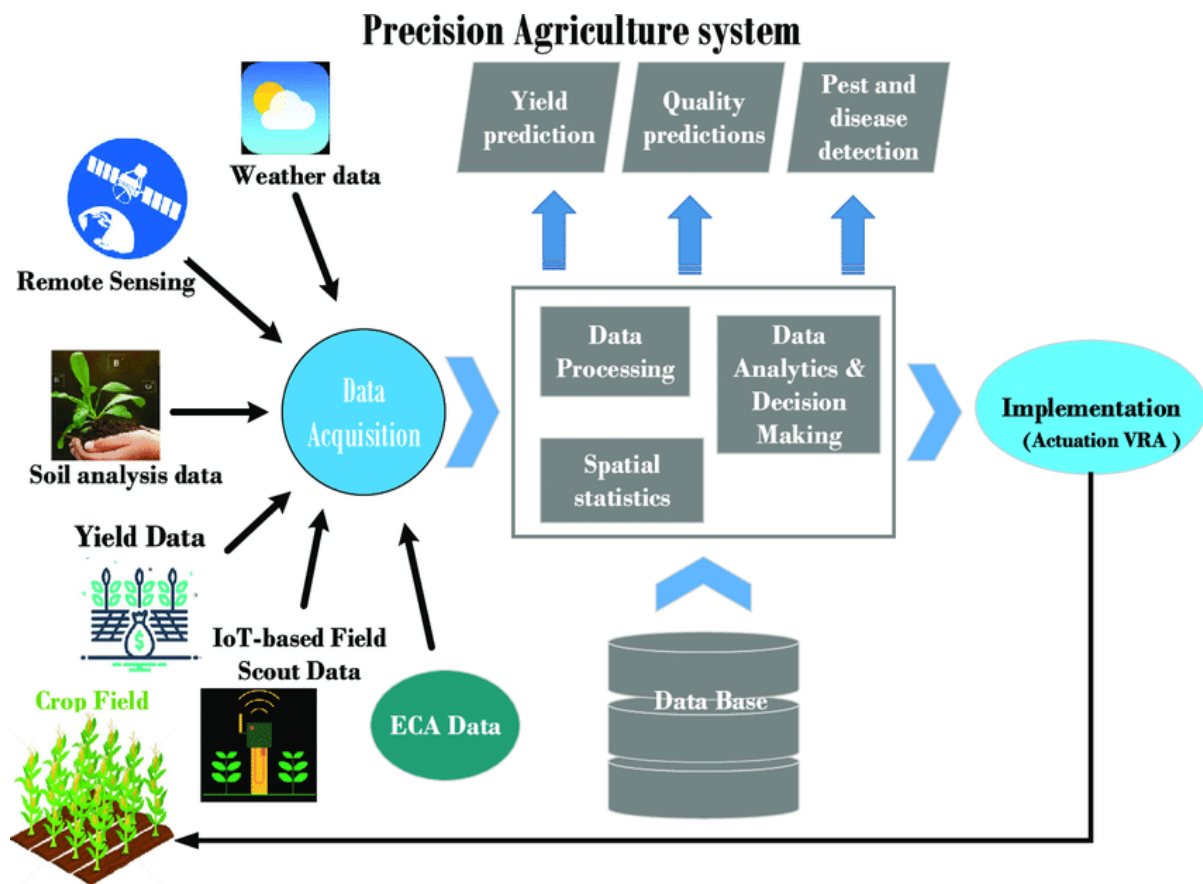 Precision Agriculture system
Weather data
Remote Sensing
Soil analysis data
Yield Data
IoT-based Field
Scout Data
ECA Data
Crop Field
Data
Acquisition
Yield
prediction
Quality
predictions
Pest and
disease
detection
Data
Processing
Spatial
statistics
Data
Analytics &
Decision
Making
Data Base
Implementation
(Actuation VRA )
B
$